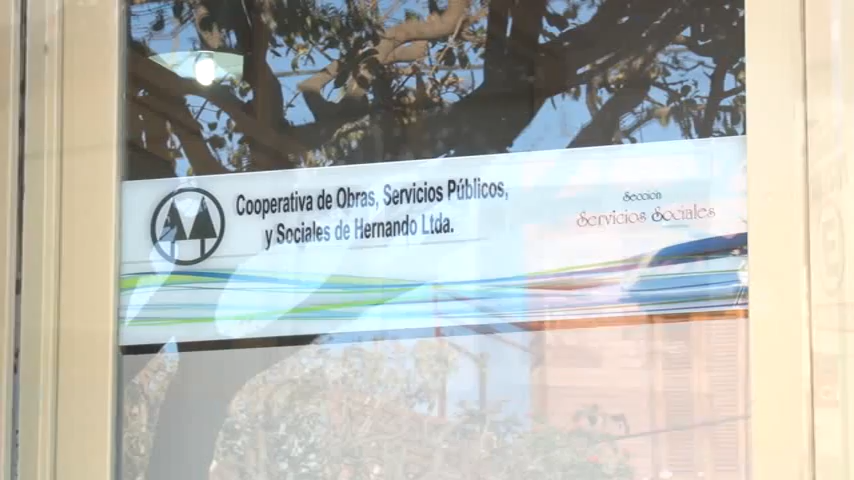 Cooperativa de Obras, Servicios Públicos,
y Sociales de Hernando Ltda.
Sección
Servicios Sociales